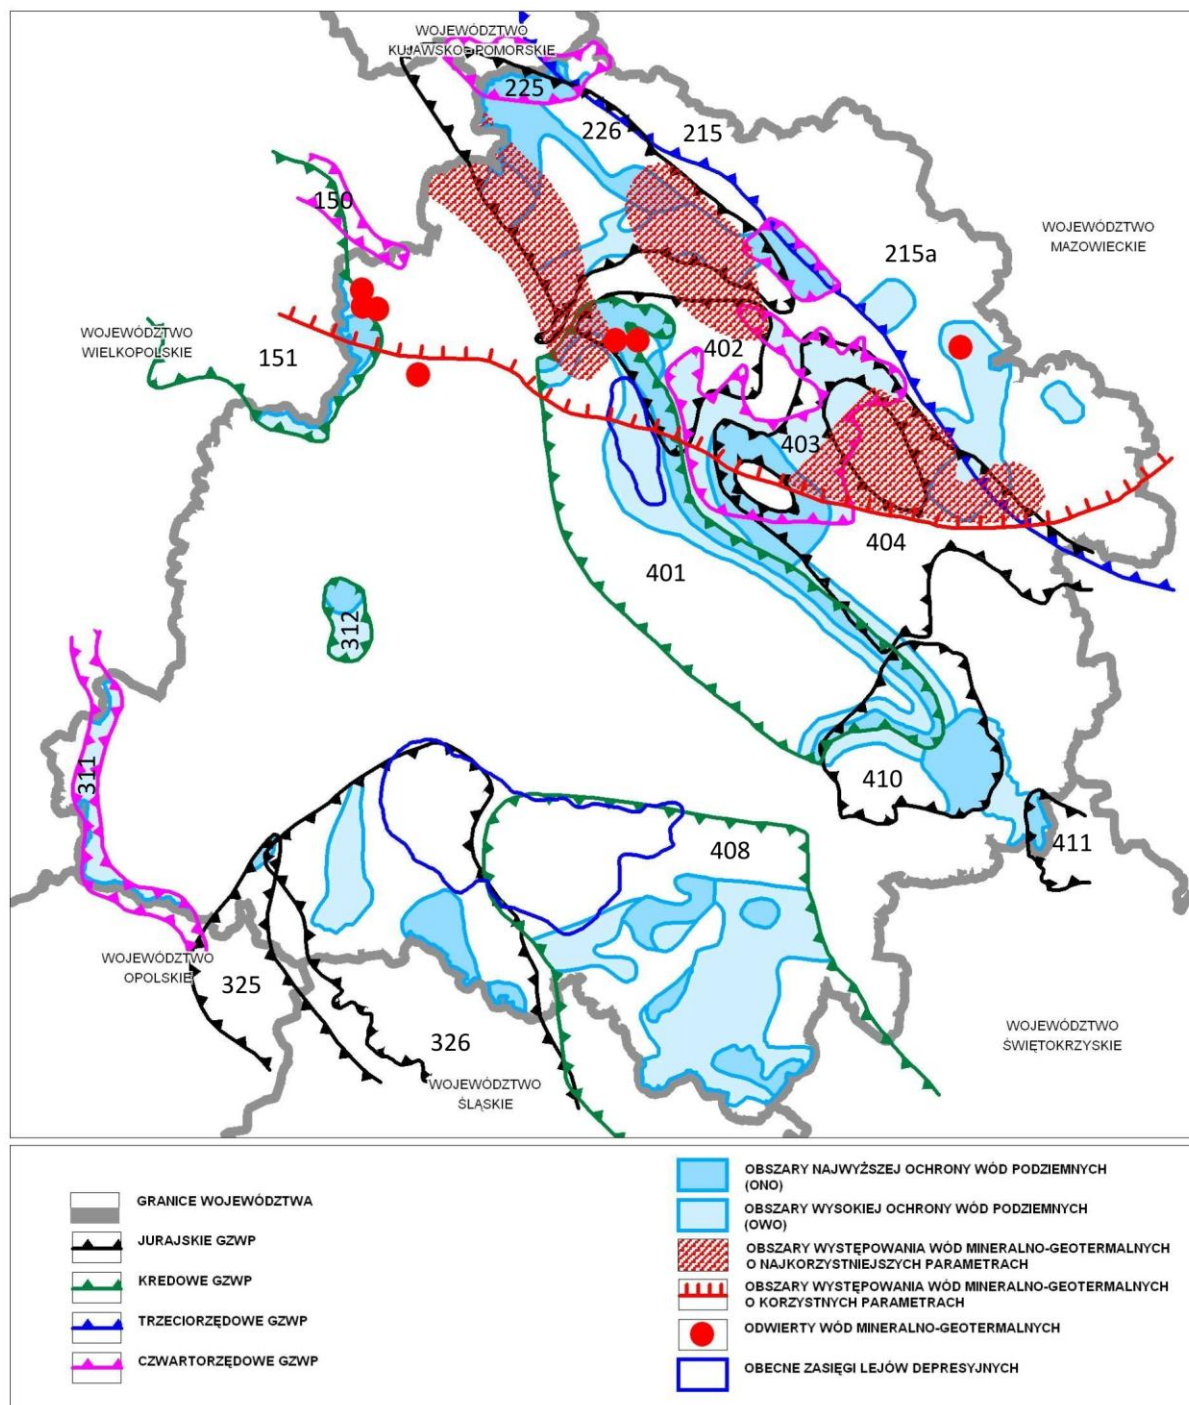 WOJEWÓDZTWO
KUJAWSKO - POMORSKIE
225
226
215
150
215a
WOJEWÓDZTWO
MAZOWIECKIE
WOJEWÓDZTWO
WIELKOPOLSKIE
151
402
403
404
401
312
311
410
411
408
WOJEWÓDZTWO
OPOLSKIE
325
326
WOJEWÓDZTWO
ŚLĄSKIE
WOJEWÓDZTWO
ŚWIĘTOKRZYSKIE
GRANICE WOJEWÓDZTWA
JURAJSKIE GZWP
KREDOWE GZWP
TRZECIORZĘDOWE GZWP
CZWARTORZĘDOWE GZWP
OBSZARY NAJWYŻSZEJ OCHRONY WÓD PODZIEMNYCH
(ONO)
OBSZARY WYSOKIEJ OCHRONY WÓD PODZIEMNYCH
(OWO)
OBSZARY WYSTĘPOWANIA WÓD MINERALNO-GEOTERMALNYCH
O NAJKORZYSTNIEJSZYCH PARAMETRACH
OBSZARY WYSTĘPOWANIA WÓD MINERALNO-GEOTERMALNYCH
O KORZYSTNYCH PARAMETRACH
ODWIERTY WÓD MINERALNO-GEOTERMALNYCH
OBECNE ZASIĘGI LEJÓW DEPRESYJNYCH